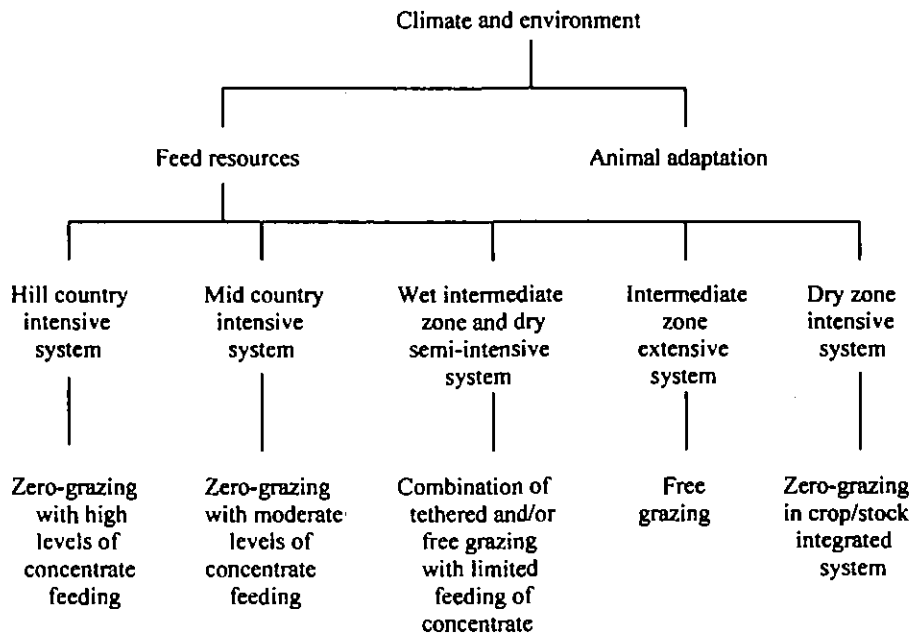 Climate and environment
Feed resources
Animal adaptation
Hill country
intensive
system
Mid country
intensive
system
Wet intermediate
zone and dry
semi-intensive
system
Intermediate
zone
extensive
system
Dry zone
intensive
system
Zero-grazing
with high
levels of
concentrate
feeding
Zero-grazing
with moderate
levels of
concentrate
feeding
Combination of
tethered and/or
free grazing
with limited
feeding of
concentrate
Free
grazing
Zero-grazing
in crop/stock
integrated
system